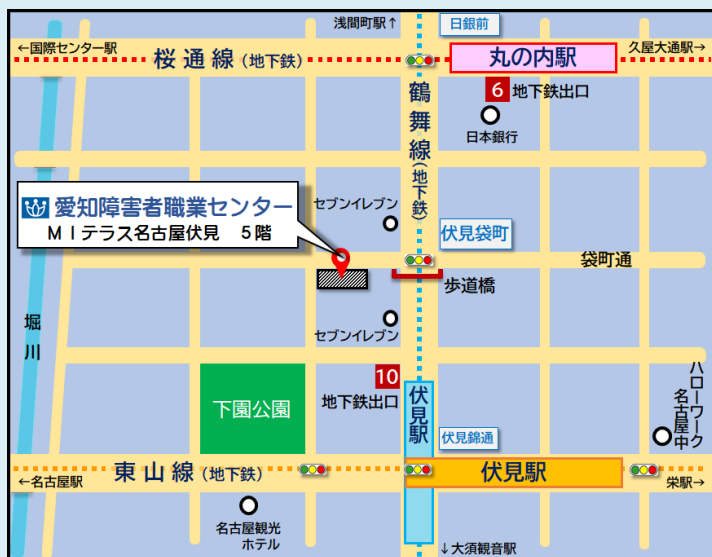 浅間町駅↑
日銀前
←国際センター駅
桜通線(地下鉄)
丸の内駅
久屋大通駅→
6 地下鉄出口
日本銀行
鶴舞線(地下鉄)
愛知障害者職業センター
MIテラス名古屋伏見 5階
セブンイレブン
伏見袋町
袋町通
歩道橋
堀川
セブンイレブン
10
地下鉄出口
下園公園
伏見駅
伏見錦通
ハローワーク
名古屋中
東山線(地下鉄)
伏見駅
←名古屋駅
栄駅→
名古屋観光
ホテル
↓大須観音駅